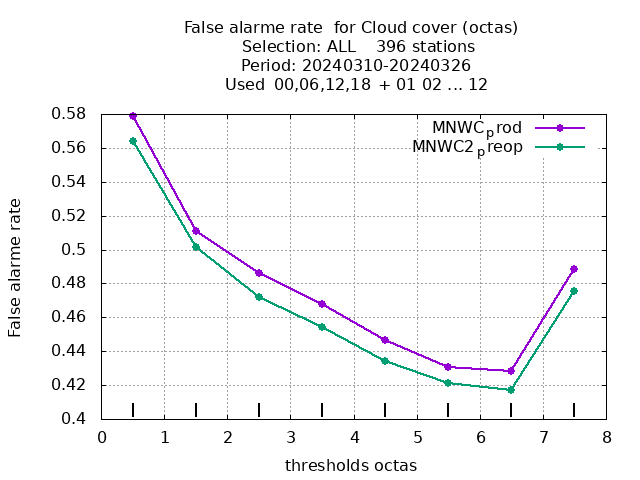 False alarme rate  for Cloud cover (octas)
Selection: ALL    396 stations
Period: 20240310-20240326
Used  00,06,12,18 + 01 02 ... 12
MNWC_prod
MNWC2_preop
0.58
0.56
0.54
0.52
0.5
0.48
0.46
0.44
0.42
0.4
False alarme rate
0 1 2 3 4 5 6 7 8
thresholds octas